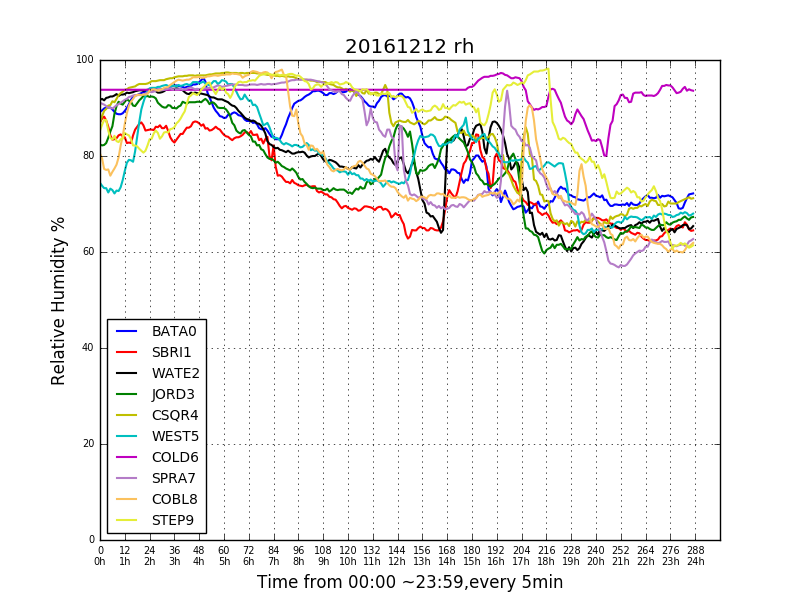 20161212 rh
Relative Humidity %
100
80
60
40
20
0
BATA0
SBRI1
WATE2
JORD3
CSQR4
WEST5
COLD6
SPRA7
COBL8
STEP9
0 12 24 36 48 60 72 84 96 108 120 132 144 156 168 180 192 204 216 228 240 252 264 276 288
0h 1h 2h 3h 4h 5h 6h 7h 8h 9h 10h 11h 12h 13h 14h 15h 16h 17h 18h 19h 20h 21h 22h 23h 24h
Time from 00:00 ~23:59,every 5min